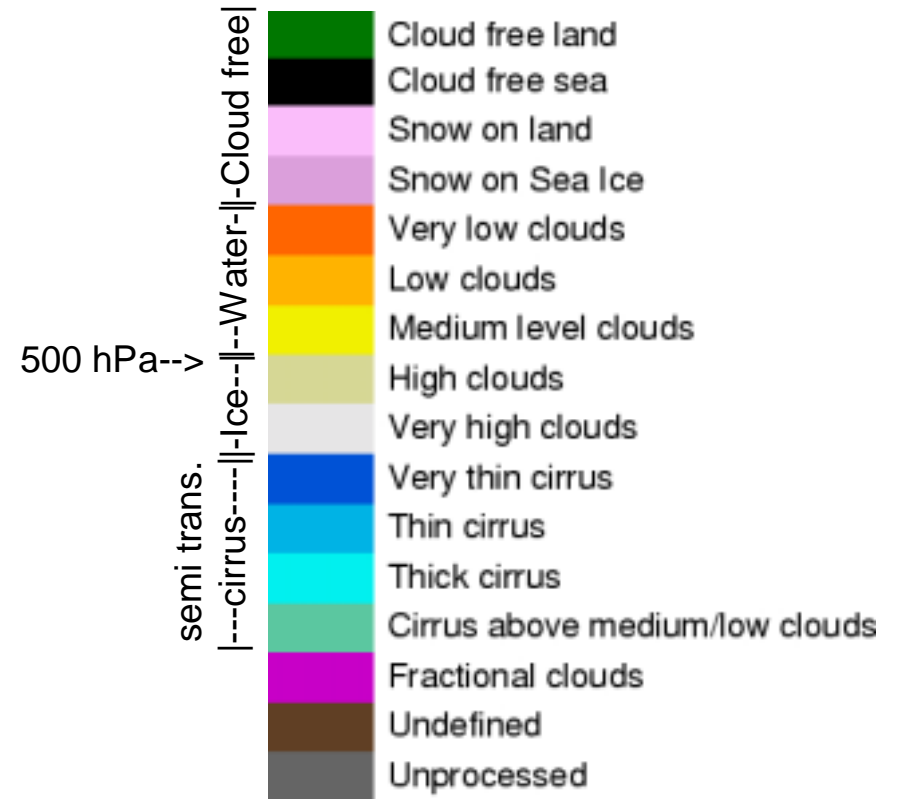 Cloud free land
Cloud free sea
Snow on land
Snow on Sea Ice
Very low clouds
Low clouds
Medium level clouds
High clouds
Very high clouds
Very thin cirrus
Thin cirrus
Thick cirrus
Cirrus above medium/low clouds
Fractional clouds
Undefined
Unprocessed
500 hPa-->
semi trans.
|---cirrus----||-Ice---||---Water-||-Cloud free|